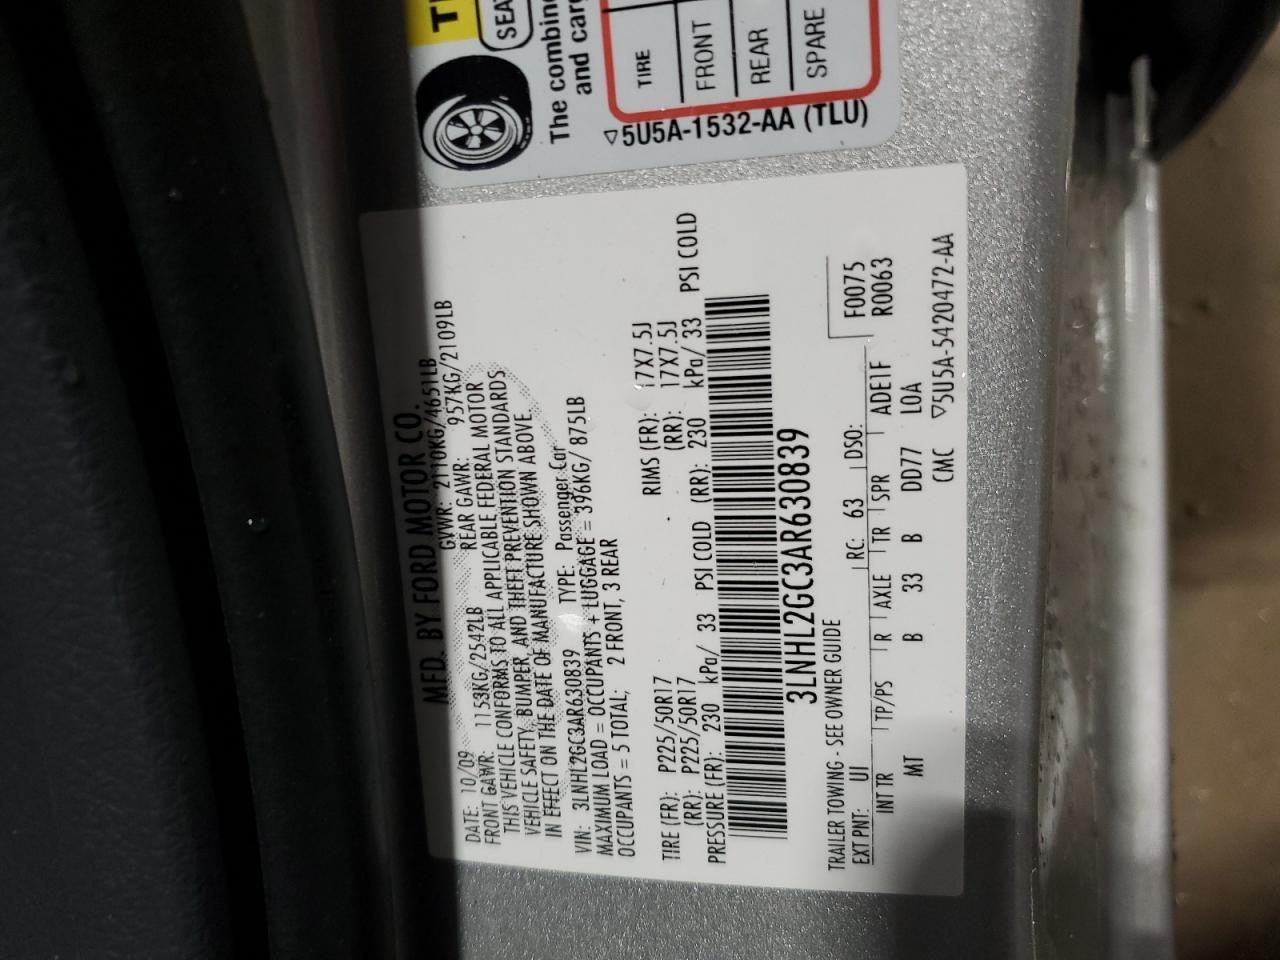 MFD. BY FORD MOTOR CO.
DATE: 10/09 GVWR: 2110KG/4651LB
FRONT GAWR: 1153KG/2542LB REAR GAWR: 957KG/2109LB
THIS VEHICLE CONFORMS TO ALL APPLICABLE FEDERAL MOTOR
VEHICLE SAFETY, BUMPER, AND THEFT PREVENTION STANDARDS
IN EFFECT ON THE DATE OF MANUFACTURE SHOWN ABOVE.
VIN: 3LNHL2GC3AR630839 TYPE: Passenger Car
MAXIMUM LOAD = OCCUPANTS + LUGGAGE = 396KG/ 875LB
OCCUPANTS = 5 TOTAL; 2 FRONT, 3 REAR
TIRE (FR): P225/50R17 RIMS (FR): 17X7.5J
(RR): P225/50R17 (RR): 17X7.5J
PRESSURE (FR): 230 kPa/ 33 PSI COLD (RR): 230 kPa/ 33 PSI COLD
3LNHL2GC3AR630839
TRAILER TOWING - SEE OWNER GUIDE
F0075
EXT PNT: UI RC: 63 DSO: R0063
INT TR TP/PS R AXLE TR SPR ADE1F
MT B 33 B DD77 LOA
CMC ▽5U5A-5420472-AA
TI
SEA
The combine
and carg
TIRE
FRONT
REAR
SPARE
▽5U5A-1532-AA (TLU)